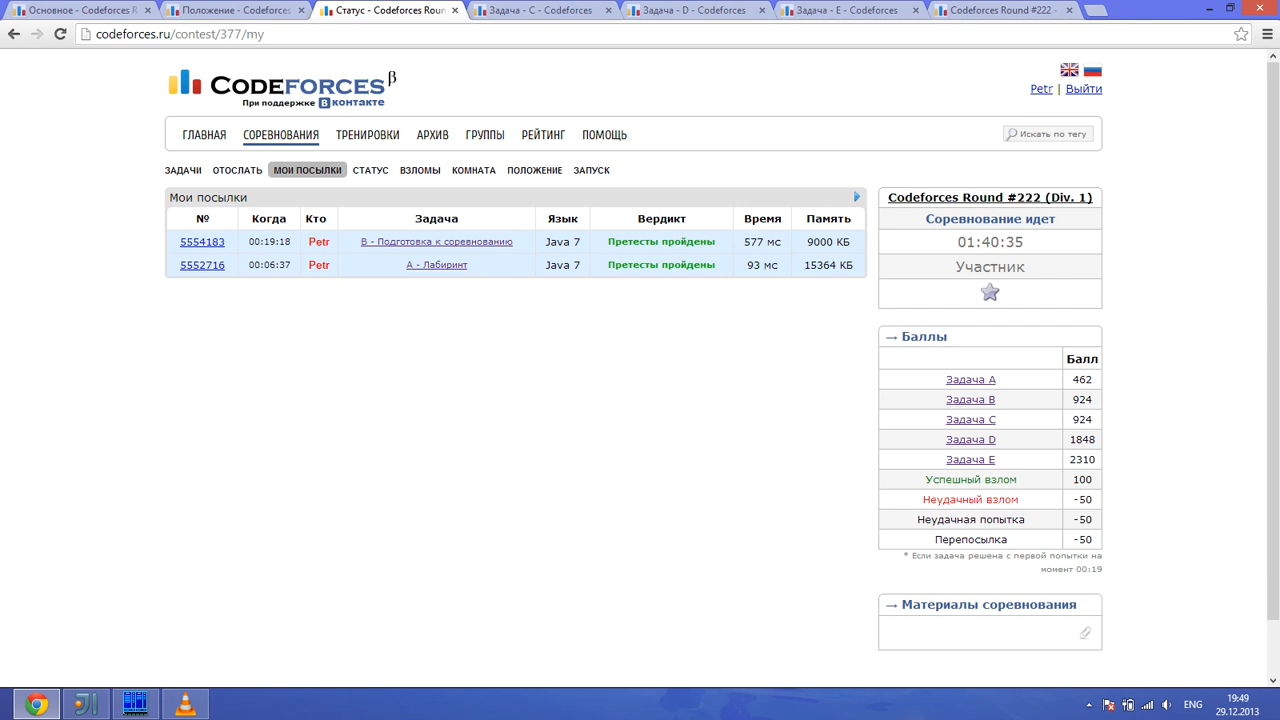 Основное - Codeforces R
Положение - Codeforces
Статус - Codeforces Roun
Задача - C - Codeforces
Задача - D - Codeforces
Задача - E - Codeforces
Codeforces Round #222 -
codeforces.ru/contest/377/my
CODEFORCES β
При поддержке В контакте
Petr | Выйти
ГЛАВНАЯ СОРЕВНОВАНИЯ ТРЕНИРОВКИ АРХИВ ГРУППЫ РЕЙТИНГ ПОМОЩЬ
Искать по тегу
ЗАДАЧИ ОТОСЛАТЬ МОИ ПОСЫЛКИ СТАТУС ВЗЛОМЫ КОМНАТА ПОЛОЖЕНИЕ ЗАПУСК
Мои посылки
№ Когда Кто Задача Язык Вердикт Время Память
5554183 00:19:18 Petr B - Подготовка к соревнованию Java 7 Претесты пройдены 577 мс 9000 КБ
5552716 00:06:37 Petr A - Лабиринт Java 7 Претесты пройдены 93 мс 15364 КБ
Codeforces Round #222 (Div. 1)
Соревнование идет
01:40:35
Участник
→ Баллы
Балл
Задача A 462
Задача B 924
Задача C 924
Задача D 1848
Задача E 2310
Успешный взлом 100
Неудачный взлом -50
Неудачная попытка -50
Перепосылка -50
* Если задача решена с первой попытки на
момент 00:19
→ Материалы соревнования
ENG
19:49
29.12.2013